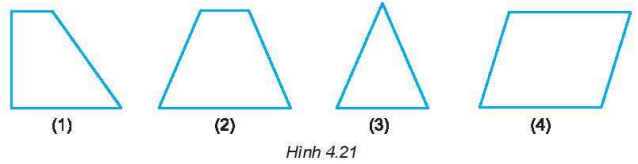 (1) (2) (3) (4)
Hình 4.21